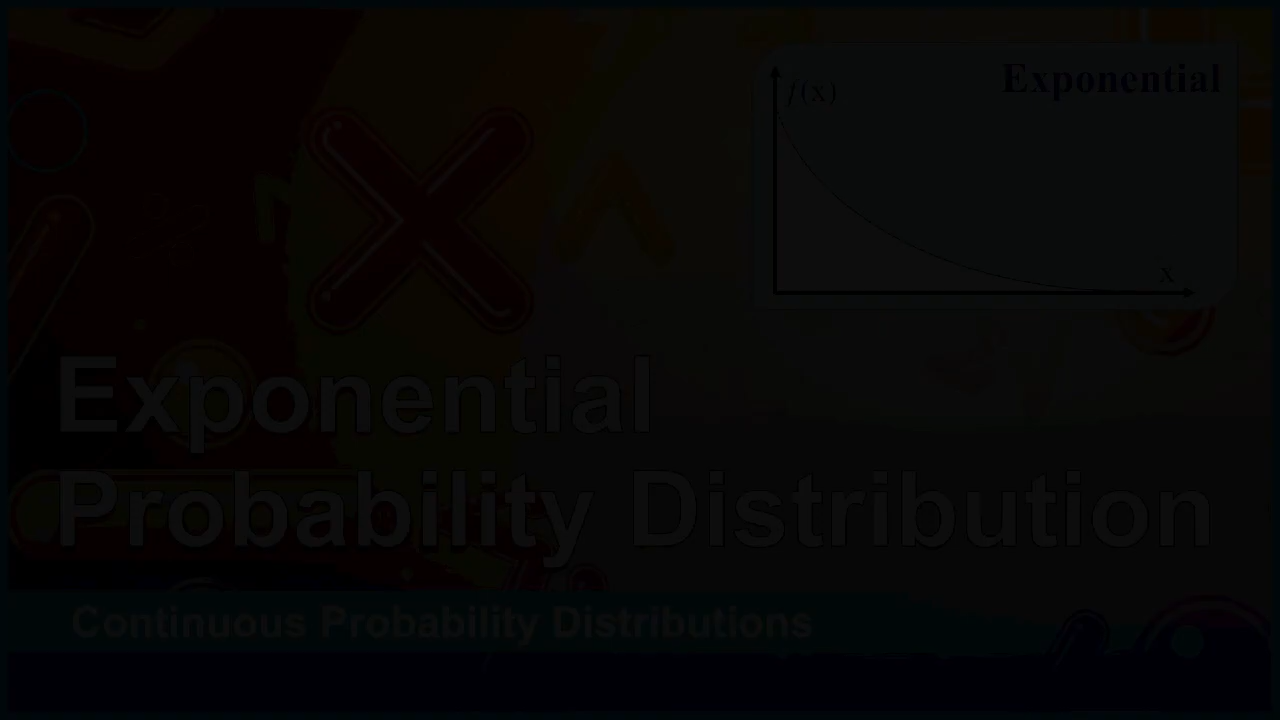 Exponential
f(x)
x
Exponential
Probability Distribution
Continuous Probability Distributions